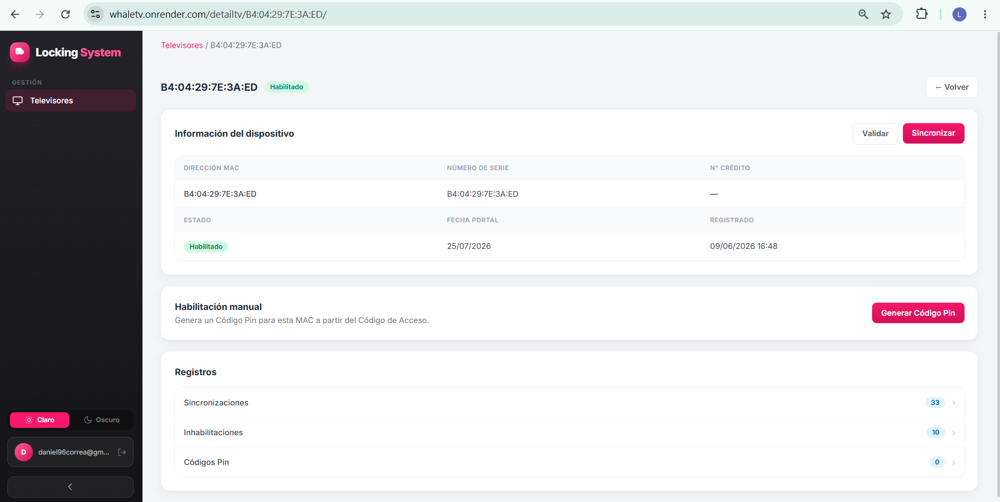 whaletv.onrender.com/detailtv/B4:04:29:7E:3A:ED/
L
Locking System
GESTIÓN
Televisores
Claro
Oscuro
D
daniel96correa@gm...
Televisores / B4:04:29:7E:3A:ED
B4:04:29:7E:3A:ED Habilitado
← Volver
Información del dispositivo
Validar
Sincronizar
DIRECCIÓN MAC NÚMERO DE SERIE N° CRÉDITO
B4:04:29:7E:3A:ED B4:04:29:7E:3A:ED —
ESTADO FECHA PORTAL REGISTRADO
Habilitado 25/07/2026 09/06/2026 16:48
Habilitación manual
Genera un Código Pin para esta MAC a partir del Código de Acceso.
Generar Código Pin
Registros
Sincronizaciones 33
Inhabilitaciones 10
Códigos Pin 0